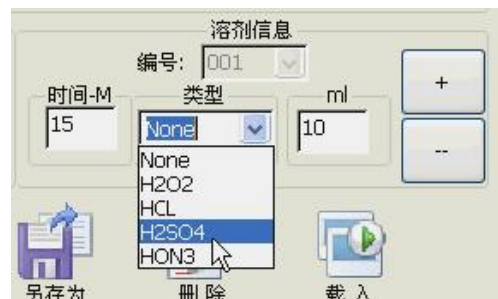 溶剂信息
编号: 001
时间-M 类型 ml
15 None 10
+
--
None
H2O2
HCL
H2SO4
HON3
另存为 删除 载入